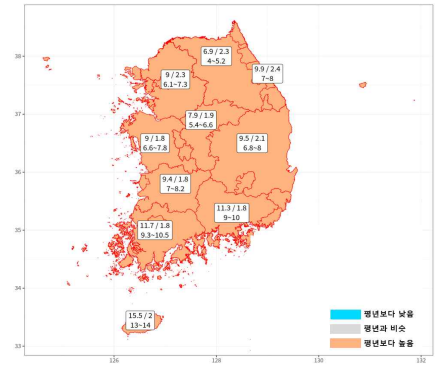 38
37
36
35
34
33
126
128
130
132
6.9 / 2.3
4~5.2
9.9 / 2.4
7~8
9 / 2.3
6.1~7.3
7.9 / 1.9
5.4~6.6
9 / 1.8
6.6~7.8
9.5 / 2.1
6.8~8
9.4 / 1.8
7~8.2
11.3 / 1.8
9~10
11.7 / 1.8
9.3~10.5
15.5 / 2
13~14
평년보다 낮음
평년과 비슷
평년보다 높음